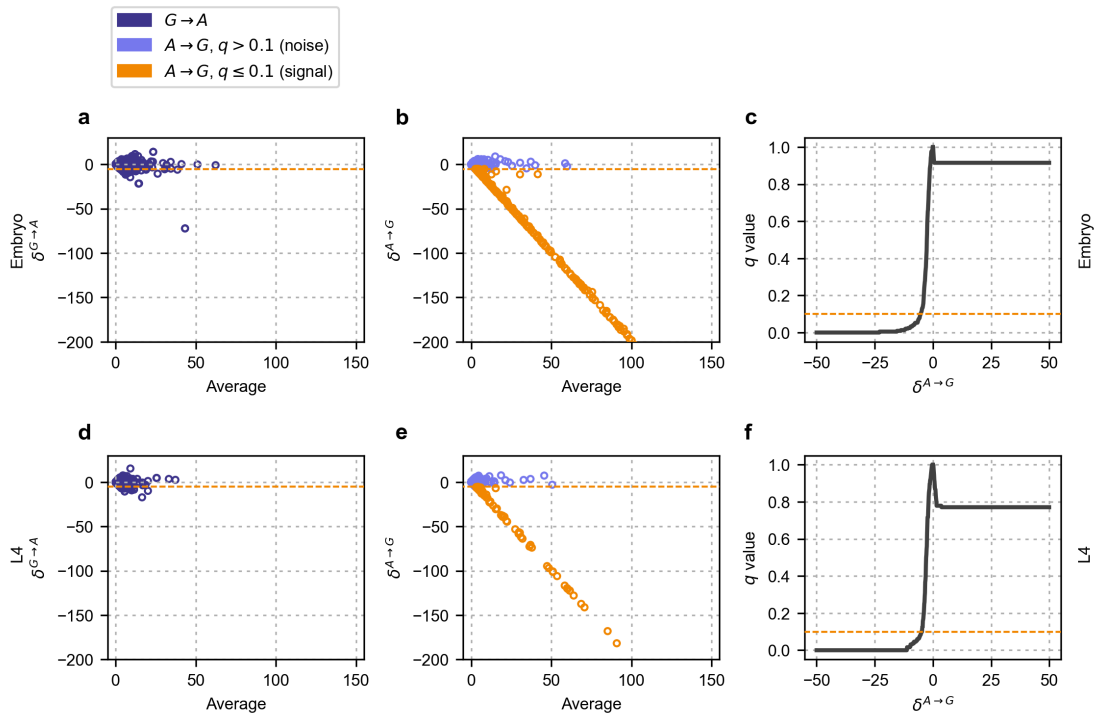 G→A
A→G, q > 0.1 (noise)
A→G, q ≤ 0.1 (signal)
a
b
c
0
−50
−100
−150
−200
0
50
100
150
Average
Embryo
δ^{G→A}
0
−50
−100
−150
−200
0
50
100
150
Average
δ^{A→G}
1.0
0.8
0.6
0.4
0.2
0.0
−50
−25
0
25
50
q value
δ^{A→G}
Embryo
d
e
f
0
−50
−100
−150
−200
0
50
100
150
Average
L4
δ^{G→A}
0
−50
−100
−150
−200
0
50
100
150
Average
δ^{A→G}
1.0
0.8
0.6
0.4
0.2
0.0
−50
−25
0
25
50
q value
δ^{A→G}
L4